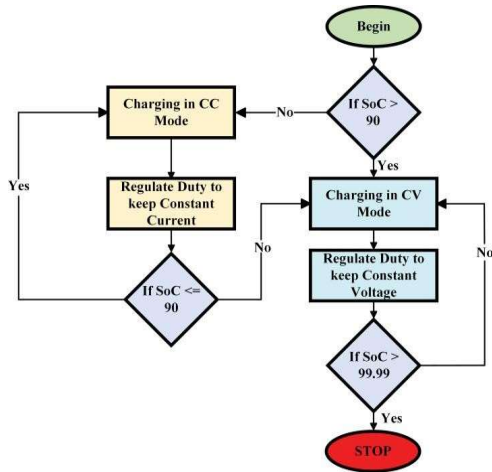 Begin
If SoC >
90
No
Yes
Charging in CC
Mode
Regulate Duty to
keep Constant
Current
If SoC <=
90
Yes
No
Charging in CV
Mode
Regulate Duty to
keep Constant
Voltage
If SoC >
99.99
No
Yes
STOP